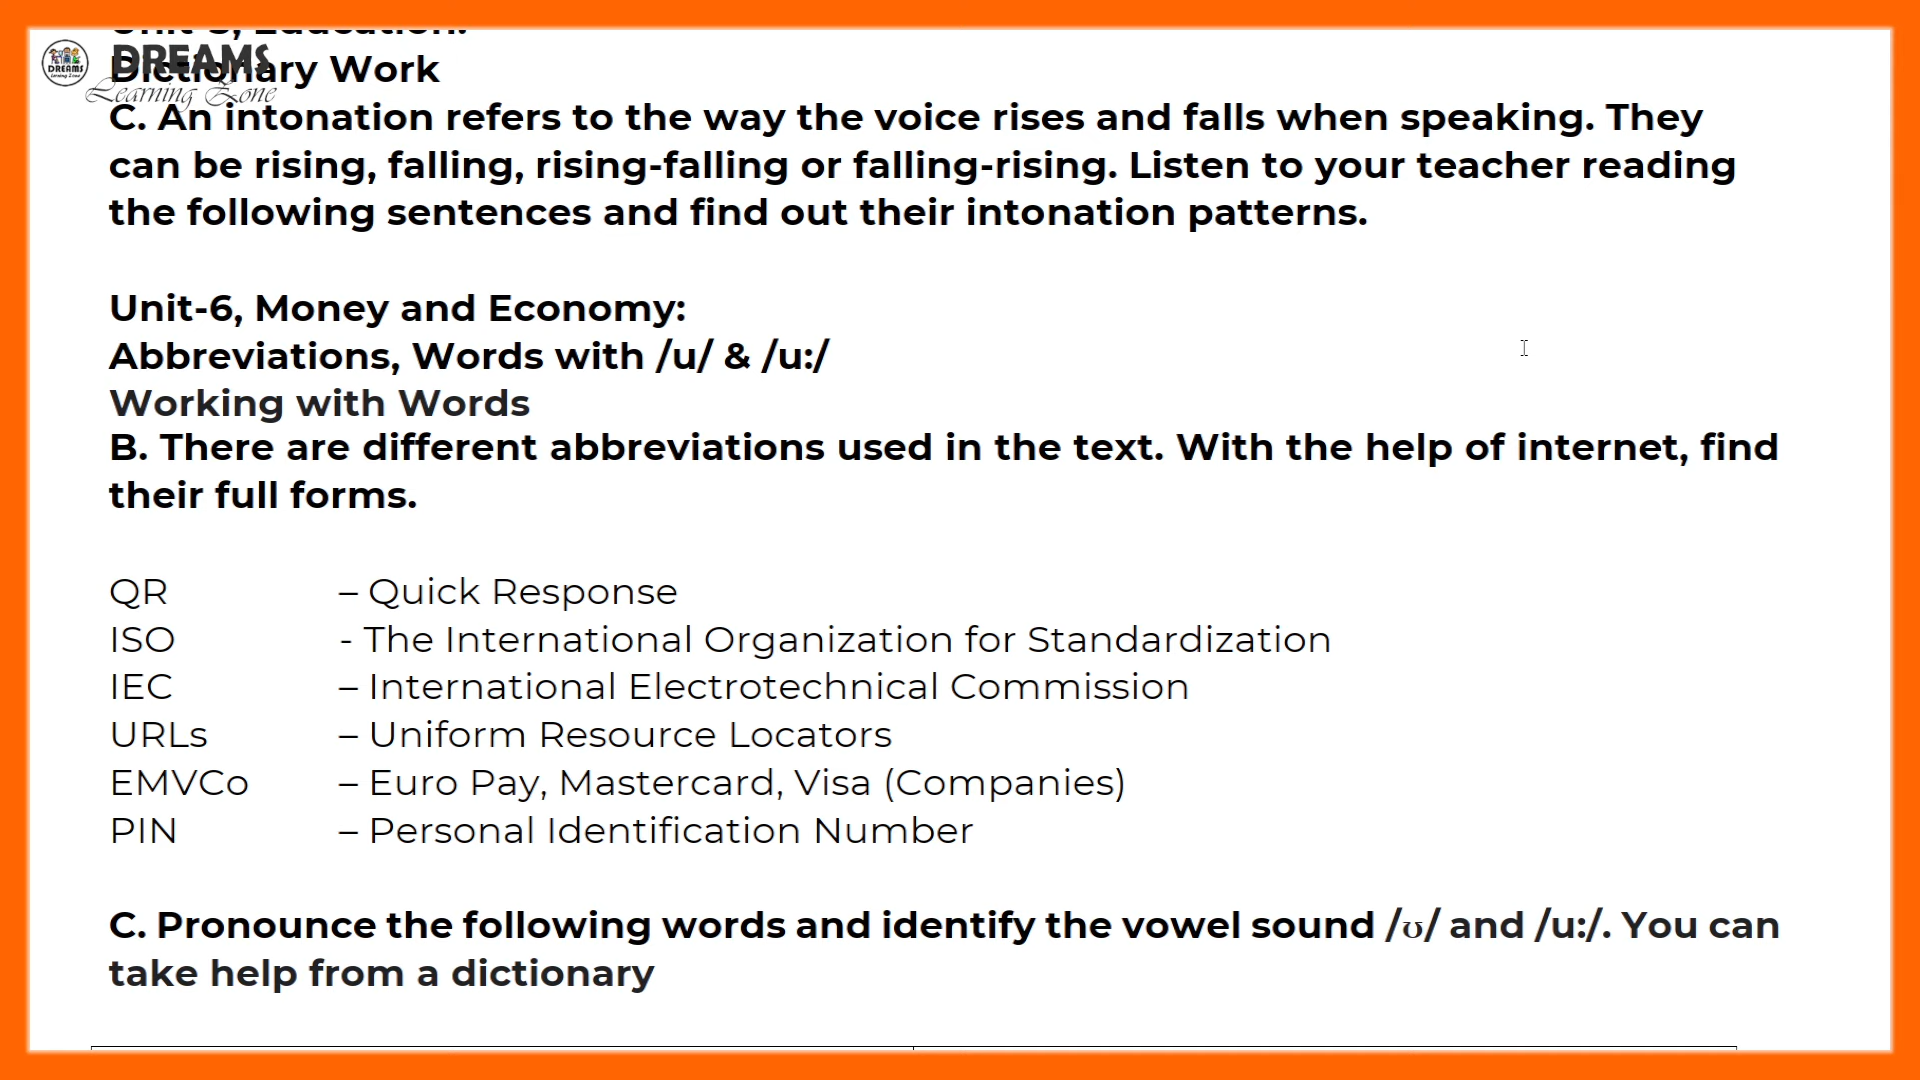 Unit-5, Education:
DREAMS
Learning Zone
DREAMS
Dictionary Work
C. An intonation refers to the way the voice rises and falls when speaking. They
can be rising, falling, rising-falling or falling-rising. Listen to your teacher reading
the following sentences and find out their intonation patterns.
Unit-6, Money and Economy:
Abbreviations, Words with /u/ & /u:/
Working with Words
B. There are different abbreviations used in the text. With the help of internet, find
their full forms.
QR – Quick Response
ISO - The International Organization for Standardization
IEC – International Electrotechnical Commission
URLs – Uniform Resource Locators
EMVCo – Euro Pay, Mastercard, Visa (Companies)
PIN – Personal Identification Number
C. Pronounce the following words and identify the vowel sound /ʊ/ and /u:/. You can
take help from a dictionary